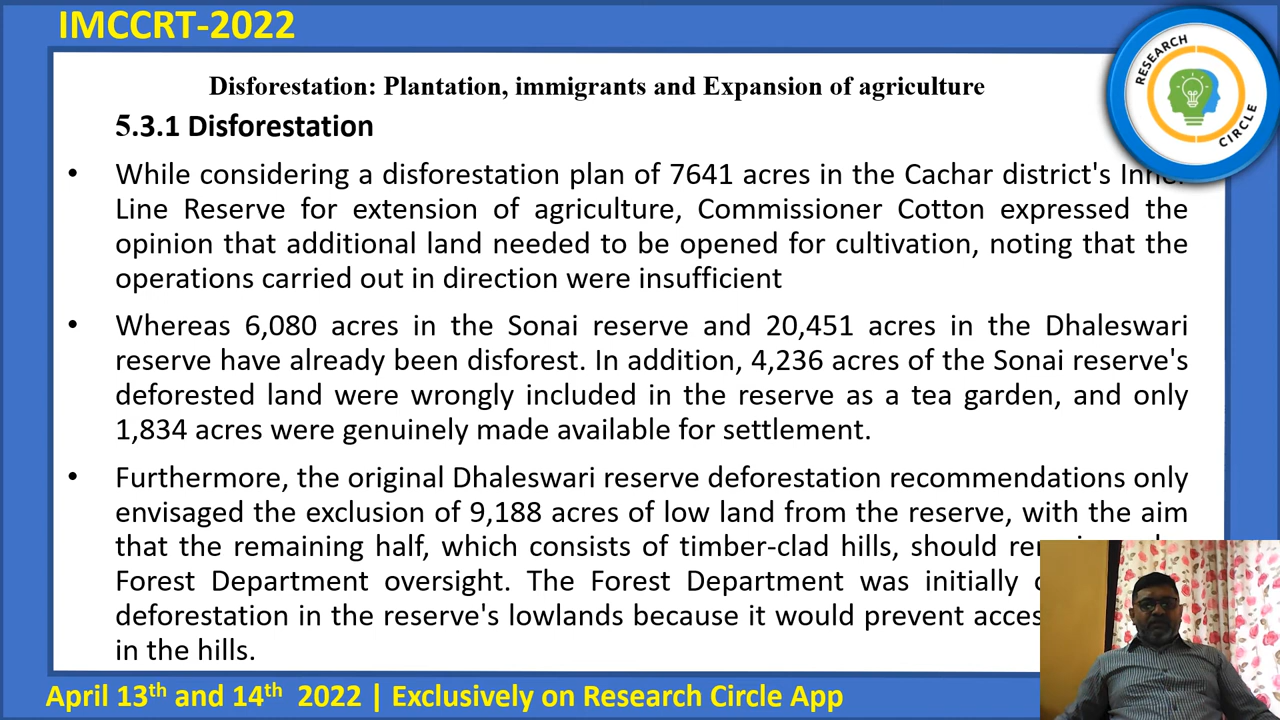 IMCCRT-2022
RESEARCH
CIRCLE
Disforestation: Plantation, immigrants and Expansion of agriculture
5.3.1 Disforestation
• While considering a disforestation plan of 7641 acres in the Cachar district's
Line Reserve for extension of agriculture, Commissioner Cotton expressed the
opinion that additional land needed to be opened for cultivation, noting that the
operations carried out in direction were insufficient
• Whereas 6,080 acres in the Sonai reserve and 20,451 acres in the Dhaleswari
reserve have already been disforest. In addition, 4,236 acres of the Sonai reserve's
deforested land were wrongly included in the reserve as a tea garden, and only
1,834 acres were genuinely made available for settlement.
• Furthermore, the original Dhaleswari reserve deforestation recommendations only
envisaged the exclusion of 9,188 acres of low land from the reserve, with the aim
that the remaining half, which consists of timber-clad hills, should
Forest Department oversight. The Forest Department was initially
deforestation in the reserve's lowlands because it would prevent
in the hills.
April 13th and 14th 2022 | Exclusively on Research Circle App